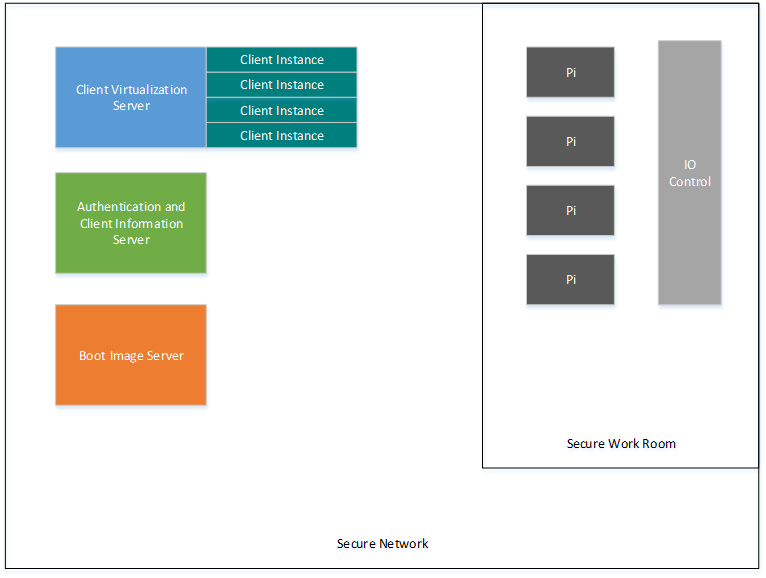 Client Virtualization
Server
Client Instance
Client Instance
Client Instance
Client Instance
Authentication and
Client Information
Server
Boot Image Server
Pi
Pi
Pi
Pi
IO
Control
Secure Work Room
Secure Network